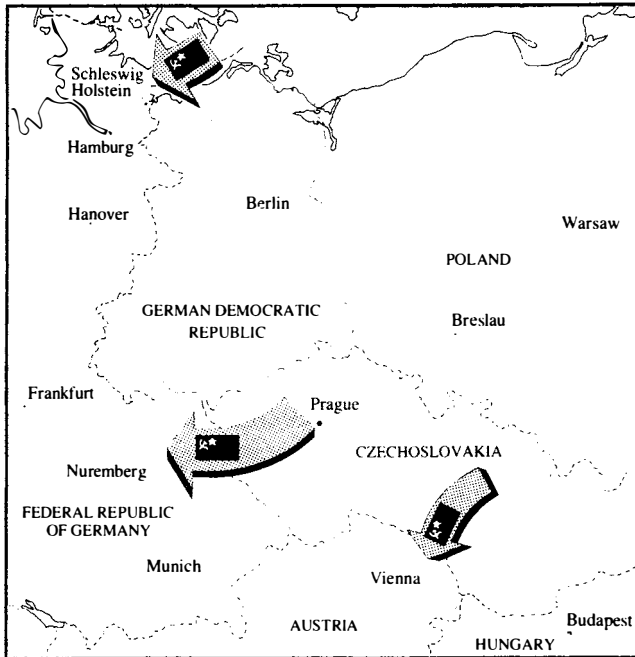 Schleswig
Holstein
Hamburg
Hanover
Berlin
Warsaw
POLAND
GERMAN DEMOCRATIC
REPUBLIC
Breslau
Frankfurt
Prague
CZECHOSLOVAKIA
Nuremberg
FEDERAL REPUBLIC
OF GERMANY
Munich
Vienna
AUSTRIA
Budapest
HUNGARY